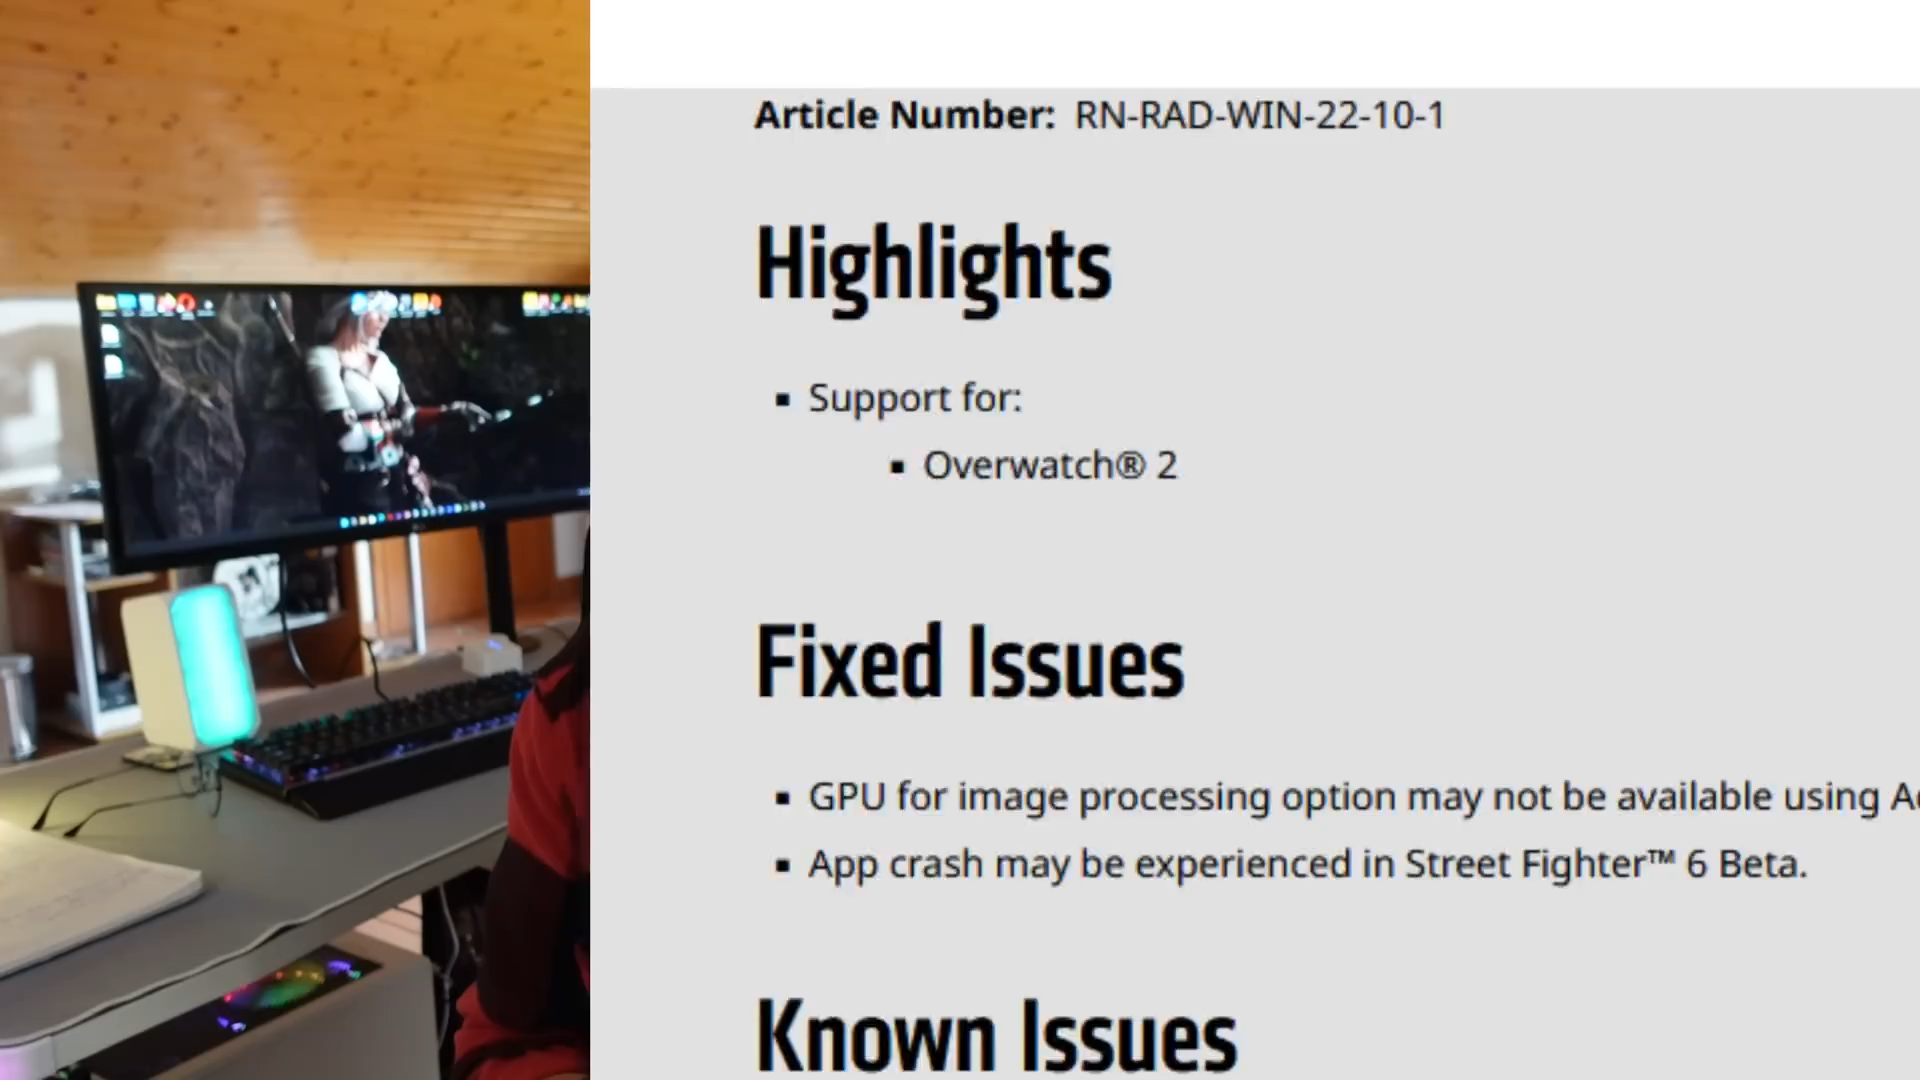 Article Number: RN-RAD-WIN-22-10-1
Highlights
▪ Support for:
▪ Overwatch® 2
Fixed Issues
▪ GPU for image processing option may not be available using
▪ App crash may be experienced in Street Fighter™ 6 Beta.
Known Issues